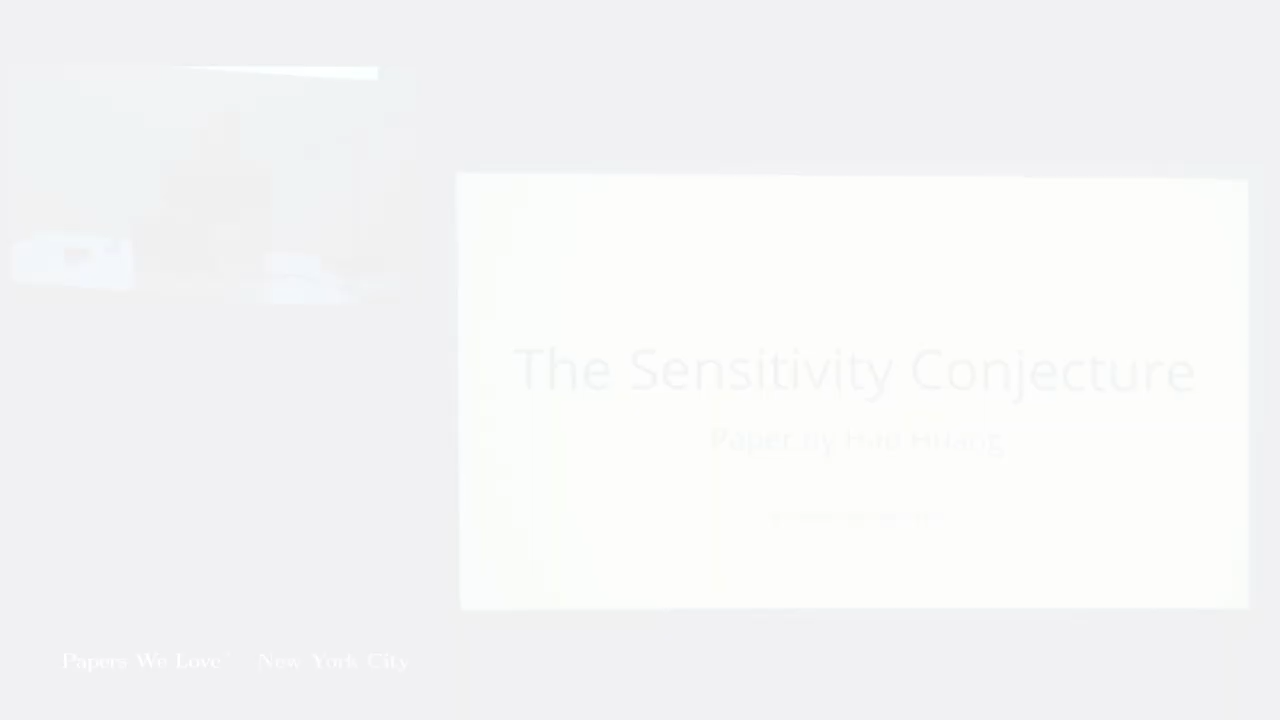 The Sensitivity Conjecture
Paper by Hao Huang
Papers We Love New York City